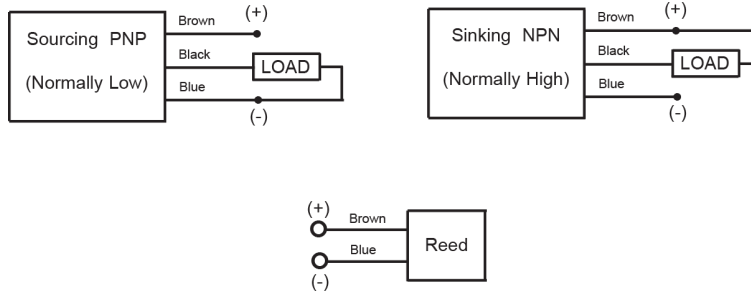 Sourcing PNP
(Normally Low)
Brown
(+)
Black
LOAD
Blue
(-)
Sinking NPN
(Normally High)
Brown
(+)
Black
LOAD
Blue
(-)
(+)
Brown
Blue
(-)
Reed